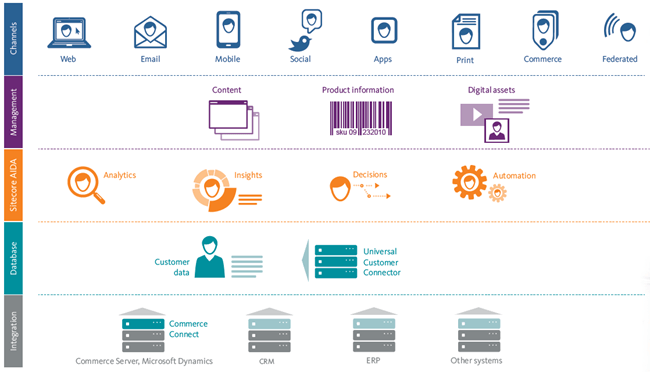 Channels
Web
Email
Mobile
Social
Apps
Print
Commerce
Federated
Management
Content
Product information
Digital assets
sku 09 232010
Sitecore AIDA
Analytics
Insights
Decisions
Automation
Database
Customer
data
Universal
Customer
Connector
Integration
Commerce
Connect
Commerce Server, Microsoft Dynamics
CRM
ERP
Other systems